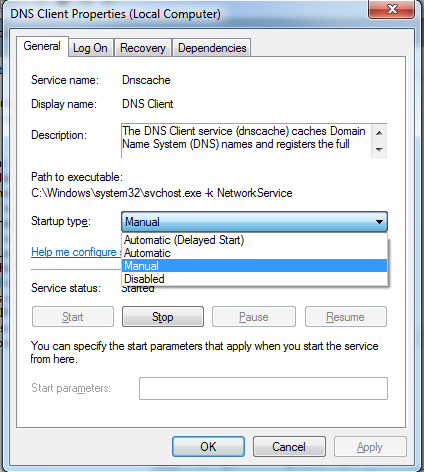 DNS Client Properties (Local Computer)
General Log On Recovery Dependencies
Service name: Dnscache
Display name: DNS Client
Description: The DNS Client service (dnscache) caches Domain
Name System (DNS) names and registers the full
Path to executable:
C:\Windows\system32\svchost.exe -k NetworkService
Startup type: Manual
Automatic (Delayed Start)
Help me configure
Automatic
Manual
Disabled
Service status: Started
Start Stop Pause Resume
You can specify the start parameters that apply when you start the service
from here.
Start parameters:
OK Cancel Apply